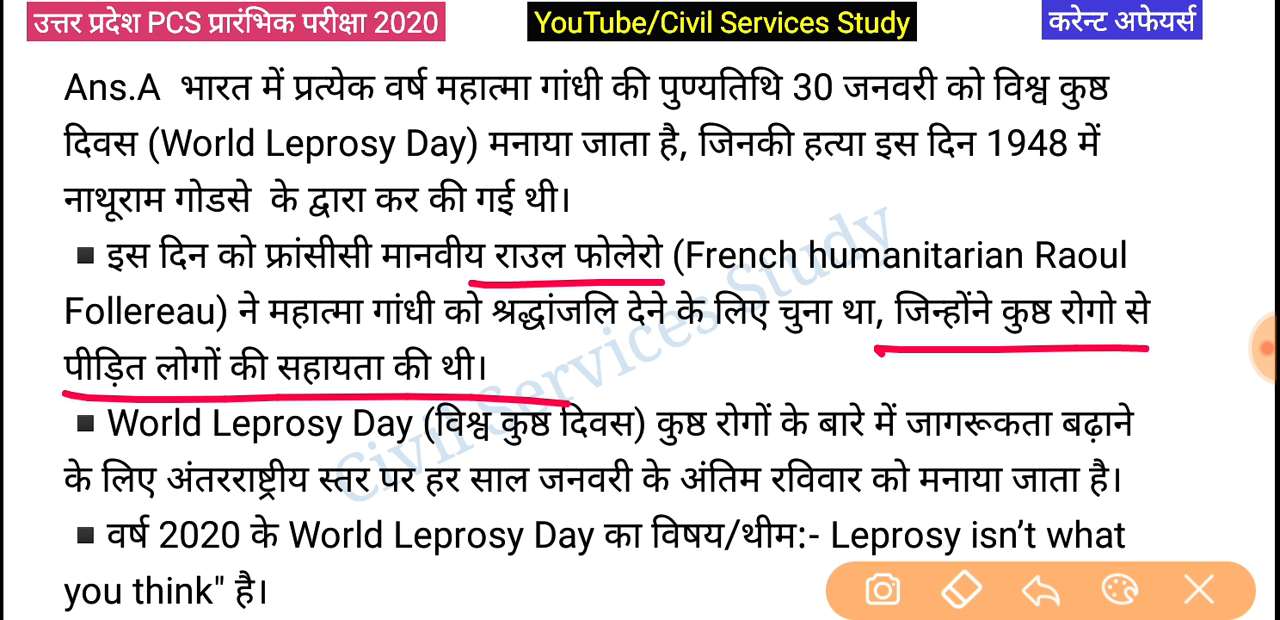 उत्तर प्रदेश PCS प्रारंभिक परीक्षा 2020
YouTube/Civil Services Study
करेन्ट अफेयर्स
Ans.A भारत में प्रत्येक वर्ष महात्मा गांधी की पुण्यतिथि 30 जनवरी को विश्व कुष्ठ
दिवस (World Leprosy Day) मनाया जाता है, जिनकी हत्या इस दिन 1948 में
नाथूराम गोडसे के द्वारा कर की गई थी।
▪ इस दिन को फ्रांसीसी मानवीय राउल फोलेरो (French humanitarian Raoul
Follereau) ने महात्मा गांधी को श्रद्धांजलि देने के लिए चुना था, जिन्होंने कुष्ठ रोगो से
पीड़ित लोगों की सहायता की थी।
▪ World Leprosy Day (विश्व कुष्ठ दिवस) कुष्ठ रोगों के बारे में जागरूकता बढ़ाने
के लिए अंतरराष्ट्रीय स्तर पर हर साल जनवरी के अंतिम रविवार को मनाया जाता है।
▪ वर्ष 2020 के World Leprosy Day का विषय/थीम:- Leprosy isn’t what
you think" है।
Civil Services Study